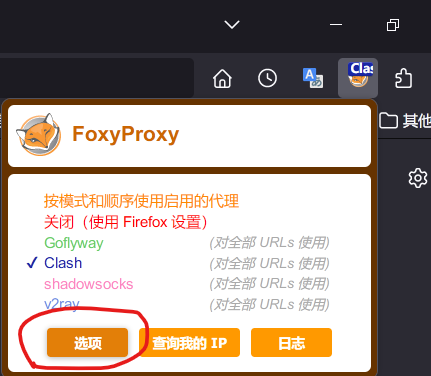 Clas
其他
FoxyProxy
按模式和顺序使用启用的代理
关闭（使用 Firefox 设置）
Goflyway (对全部 URLs 使用)
✔ Clash (对全部 URLs 使用)
shadowsocks (对全部 URLs 使用)
v2ray (对全部 URLs 使用)
选项 查询我的 IP 日志